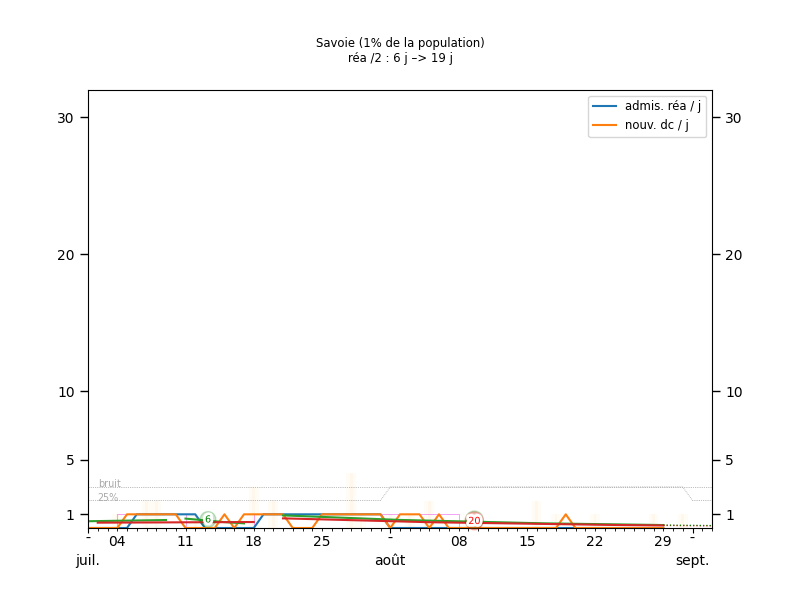 Savoie (1% de la population)
réa /2 : 6 j –> 19 j
admis. réa / j
nouv. dc / j
30 30
20 20
10 10
5 5
bruit
25%
1 6 20 1
- 04 11 18 25 - 08 15 22 29 -
juil. août sept.